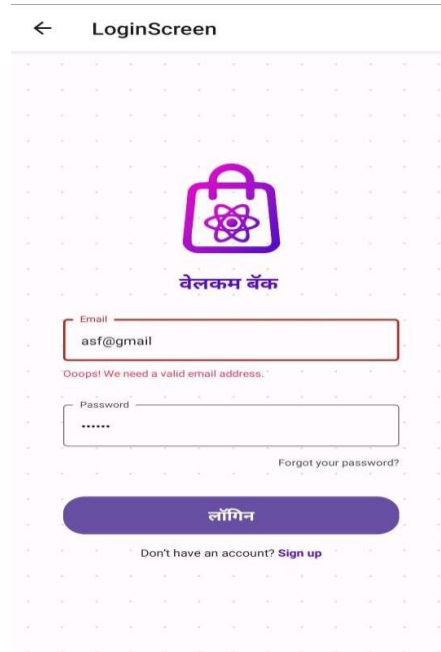 LoginScreen
वेलकम बॅक
Email
asf@gmail
Ooops! We need a valid email address.
Password
Forgot your password?
लॉगिन
Don't have an account? Sign up